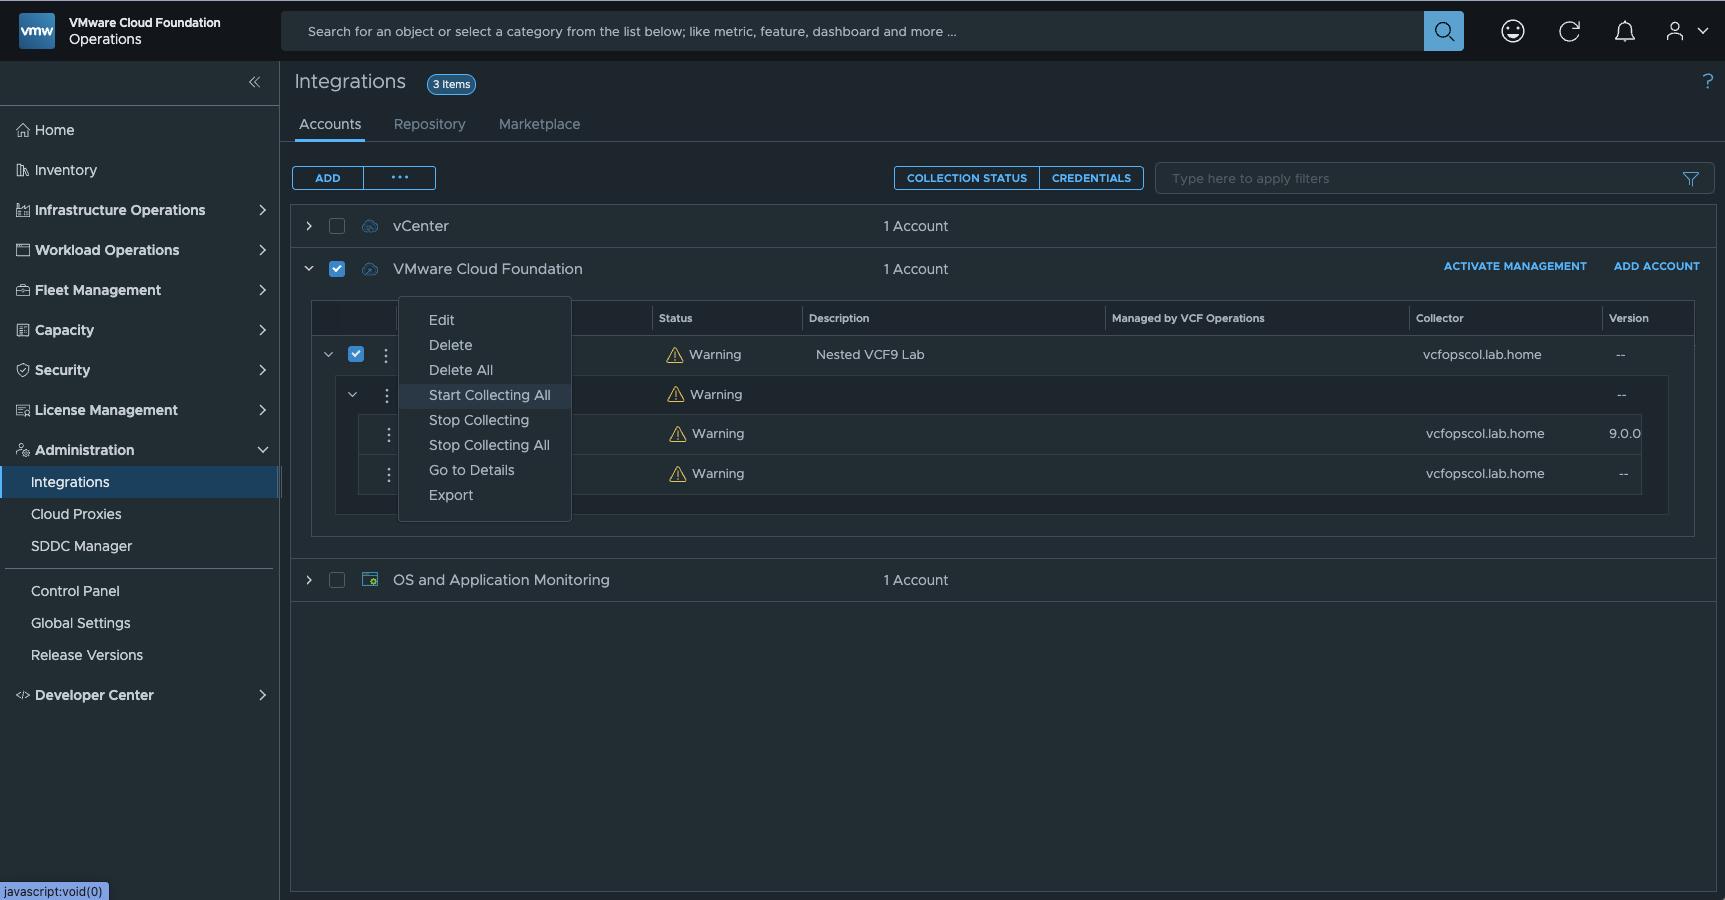 vmw
VMware Cloud Foundation
Operations
Search for an object or select a category from the list below; like metric, feature, dashboard and more ...
Integrations
3 Items
?
Home
Accounts
Repository
Marketplace
Inventory
ADD
...
COLLECTION STATUS
CREDENTIALS
Type here to apply filters
Infrastructure Operations
vCenter
1 Account
Workload Operations
VMware Cloud Foundation
1 Account
ACTIVATE MANAGEMENT
ADD ACCOUNT
Fleet Management
Status
Description
Managed by VCF Operations
Collector
Version
Edit
Capacity
Delete
Warning
Nested VCF9 Lab
vcfopscol.lab.home
--
Security
Delete All
Start Collecting All
Warning
--
License Management
Stop Collecting
Warning
vcfopscol.lab.home
9.0.0
Administration
Stop Collecting All
Go to Details
Warning
vcfopscol.lab.home
--
Integrations
Export
Cloud Proxies
SDDC Manager
OS and Application Monitoring
1 Account
Control Panel
Global Settings
Release Versions
Developer Center
javascript:void(0)